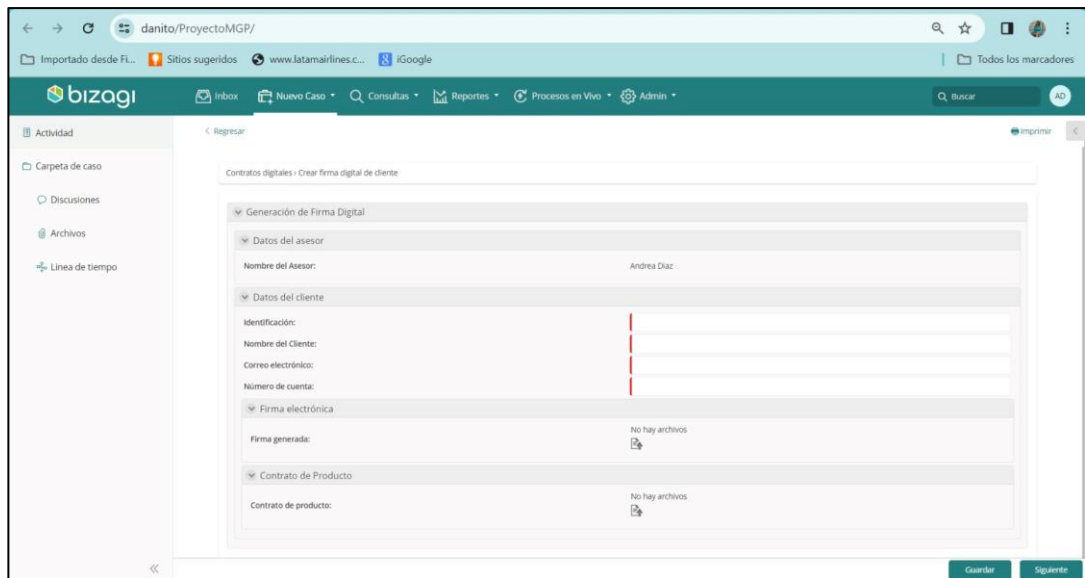 danito/ProyectoMGP/
Importado desde Fi... Sitios sugeridos www.latamairlines.c... iGoogle Todos los marcadores
bizagi Inbox Nuevo Caso Consultas Reportes Procesos en Vivo Admin Buscar AD
Actividad
Regresar
Imprimir
Carpeta de caso
Discusiones
Archivos
Linea de tiempo
Contratos digitales › Crear firma digital de cliente
Generación de Firma Digital
Datos del asesor
Nombre del Asesor: Andrea Diaz
Datos del cliente
Identificación:
Nombre del Cliente:
Correo electrónico:
Número de cuenta:
Firma electrónica
Firma generada: No hay archivos
Contrato de Producto
Contrato de producto: No hay archivos
Guardar Siguiente